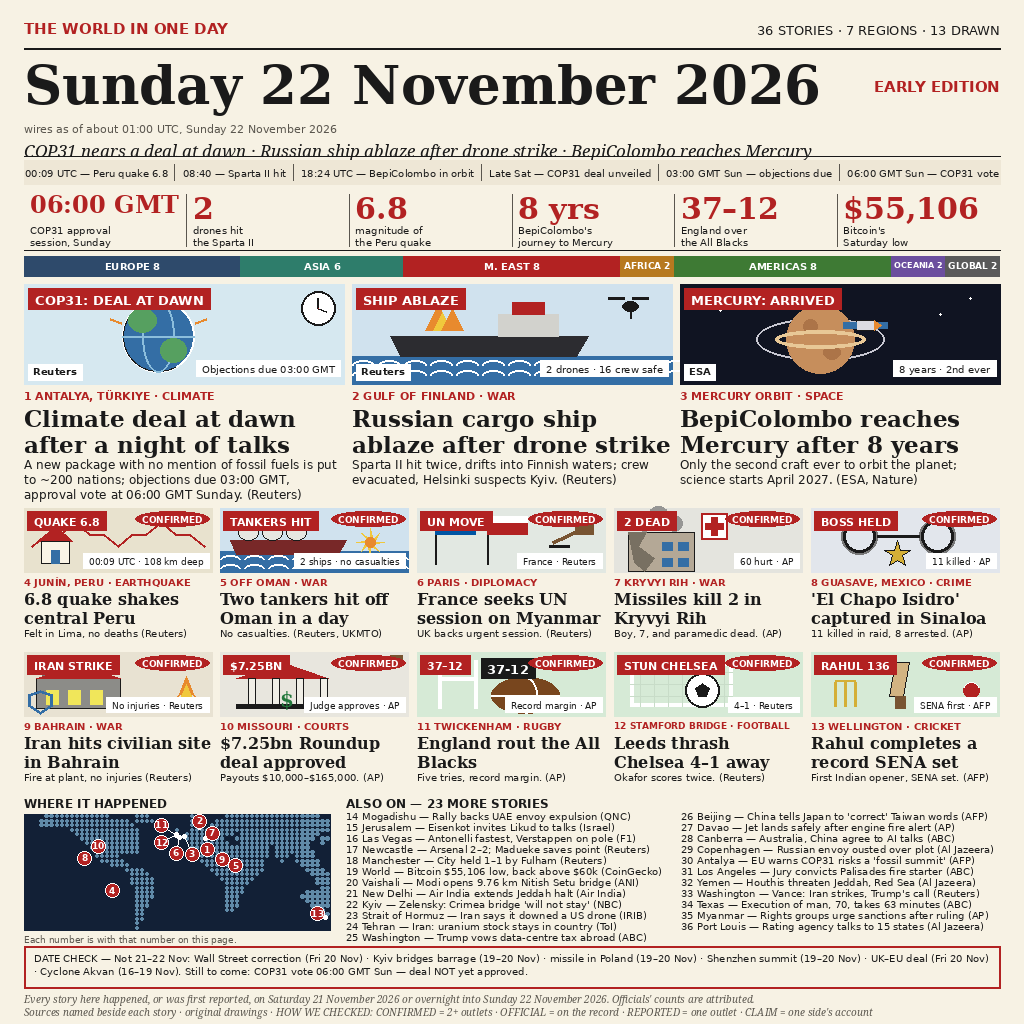 THE WORLD IN ONE DAY
36 STORIES · 7 REGIONS · 13 DRAWN
Sunday 22 November 2026
EARLY EDITION
wires as of about 01:00 UTC, Sunday 22 November 2026
COP31 nears a deal at dawn · Russian ship ablaze after drone strike · BepiColombo reaches Mercury
00:09 UTC — Peru quake 6.8
08:40 — Sparta II hit
18:24 UTC — BepiColombo in orbit
Late Sat — COP31 deal unveiled
03:00 GMT Sun — objections due
06:00 GMT Sun — COP31 vote
06:00 GMT
COP31 approval
session, Sunday
2
drones hit
the Sparta II
6.8
magnitude of
the Peru quake
8 yrs
BepiColombo's
journey to Mercury
37–12
England over
the All Blacks
$55,106
Bitcoin's
Saturday low
EUROPE 8
ASIA 6
M. EAST 8
AFRICA 2
AMERICAS 8
OCEANIA 2
GLOBAL 2
COP31: DEAL AT DAWN
Reuters
Objections due 03:00 GMT
1 ANTALYA, TÜRKIYE · CLIMATE
Climate deal at dawn
after a night of talks
A new package with no mention of fossil fuels is put
to ~200 nations; objections due 03:00 GMT,
approval vote at 06:00 GMT Sunday. (Reuters)
SHIP ABLAZE
Reuters
2 drones · 16 crew safe
2 GULF OF FINLAND · WAR
Russian cargo ship
ablaze after drone strike
Sparta II hit twice, drifts into Finnish waters; crew
evacuated, Helsinki suspects Kyiv. (Reuters)
MERCURY: ARRIVED
ESA
8 years · 2nd ever
3 MERCURY ORBIT · SPACE
BepiColombo reaches
Mercury after 8 years
Only the second craft ever to orbit the planet;
science starts April 2027. (ESA, Nature)
QUAKE 6.8
CONFIRMED
00:09 UTC · 108 km deep
4 JUNÍN, PERU · EARTHQUAKE
6.8 quake shakes
central Peru
Felt in Lima, no deaths (Reuters)
TANKERS HIT
CONFIRMED
2 ships · no casualties
5 OFF OMAN · WAR
Two tankers hit off
Oman in a day
No casualties. (Reuters, UKMTO)
UN MOVE
CONFIRMED
France · Reuters
6 PARIS · DIPLOMACY
France seeks UN
session on Myanmar
UK backs urgent session. (Reuters)
2 DEAD
CONFIRMED
60 hurt · AP
7 KRYVYI RIH · WAR
Missiles kill 2 in
Kryvyi Rih
Boy, 7, and paramedic dead. (AP)
BOSS HELD
CONFIRMED
11 killed · AP
8 GUASAVE, MEXICO · CRIME
'El Chapo Isidro'
captured in Sinaloa
11 killed in raid, 8 arrested. (AP)
IRAN STRIKE
CONFIRMED
No injuries · Reuters
9 BAHRAIN · WAR
Iran hits civilian site
in Bahrain
Fire at plant, no injuries (Reuters)
$7.25BN
CONFIRMED
$
Judge approves · AP
10 MISSOURI · COURTS
$7.25bn Roundup
deal approved
Payouts $10,000–$165,000. (AP)
37–12
37-12
CONFIRMED
Record margin · AP
11 TWICKENHAM · RUGBY
England rout the All
Blacks
Five tries, record margin. (AP)
STUN CHELSEA
CONFIRMED
4–1 · Reuters
12 STAMFORD BRIDGE · FOOTBALL
Leeds thrash
Chelsea 4–1 away
Okafor scores twice. (Reuters)
RAHUL 136
CONFIRMED
SENA first · AFP
13 WELLINGTON · CRICKET
Rahul completes a
record SENA set
First Indian opener, SENA set. (AFP)
WHERE IT HAPPENED
11
2
7
12
10
8
6
3
1
9
5
4
13
Each number is with that number on this page.
ALSO ON — 23 MORE STORIES
14 Mogadishu — Rally backs UAE envoy expulsion (QNC)
15 Jerusalem — Eisenkot invites Likud to talks (Israel)
16 Las Vegas — Antonelli fastest, Verstappen on pole (F1)
17 Newcastle — Arsenal 2–2; Madueke saves point (Reuters)
18 Manchester — City held 1–1 by Fulham (Reuters)
19 World — Bitcoin $55,106 low, back above $60k (CoinGecko)
20 Vaishali — Modi opens 9.76 km Nitish Setu bridge (ANI)
21 New Delhi — Air India extends Jeddah halt (Air India)
22 Kyiv — Zelensky: Crimea bridge 'will not stay' (NBC)
23 Strait of Hormuz — Iran says it downed a US drone (IRIB)
24 Tehran — Iran: uranium stock stays in country (ToI)
25 Washington — Trump vows data-centre tax abroad (ABC)
26 Beijing — China tells Japan to 'correct' Taiwan words (AFP)
27 Davao — Jet lands safely after engine fire alert (AP)
28 Canberra — Australia, China agree to AI talks (ABC)
29 Copenhagen — Russian envoy ousted over plot (Al Jazeera)
30 Antalya — EU warns COP31 risks a 'fossil summit' (AFP)
31 Los Angeles — Jury convicts Palisades fire starter (ABC)
32 Yemen — Houthis threaten Jeddah, Red Sea (Al Jazeera)
33 Washington — Vance: Iran strikes, Trump's call (Reuters)
34 Texas — Execution of man, 70, takes 63 minutes (ABC)
35 Myanmar — Rights groups urge sanctions after ruling (AP)
36 Port Louis — Rating agency talks to 15 states (Al Jazeera)
DATE CHECK — Not 21–22 Nov: Wall Street correction (Fri 20 Nov) · Kyiv bridges barrage (19–20 Nov) · missile in Poland (19–20 Nov) · Shenzhen summit (19–20 Nov) · UK–EU deal (Fri 20 Nov)
· Cyclone Akvan (16–19 Nov). Still to come: COP31 vote 06:00 GMT Sun — deal NOT yet approved.
Every story here happened, or was first reported, on Saturday 21 November 2026 or overnight into Sunday 22 November 2026. Officials' counts are attributed.
Sources named beside each story · original drawings · HOW WE CHECKED: CONFIRMED = 2+ outlets · OFFICIAL = on the record · REPORTED = one outlet · CLAIM = one side's account